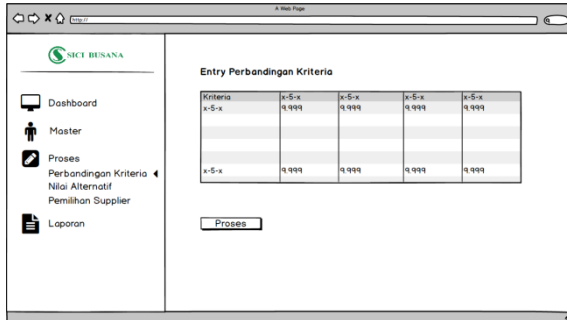 A Web Page
http://
SICI BUSANA
Dashboard
Master
Proses
Perbandingan Kriteria
Nilai Alternatif
Pemilihan Supplier
Laporan
Entry Perbandingan Kriteria
Kriteria x-5-x x-5-x x-5-x x-5-x
x-5-x 9.999 9.999 9.999 9.999
x-5-x 9.999 9.999 9.999 9.999
Proses